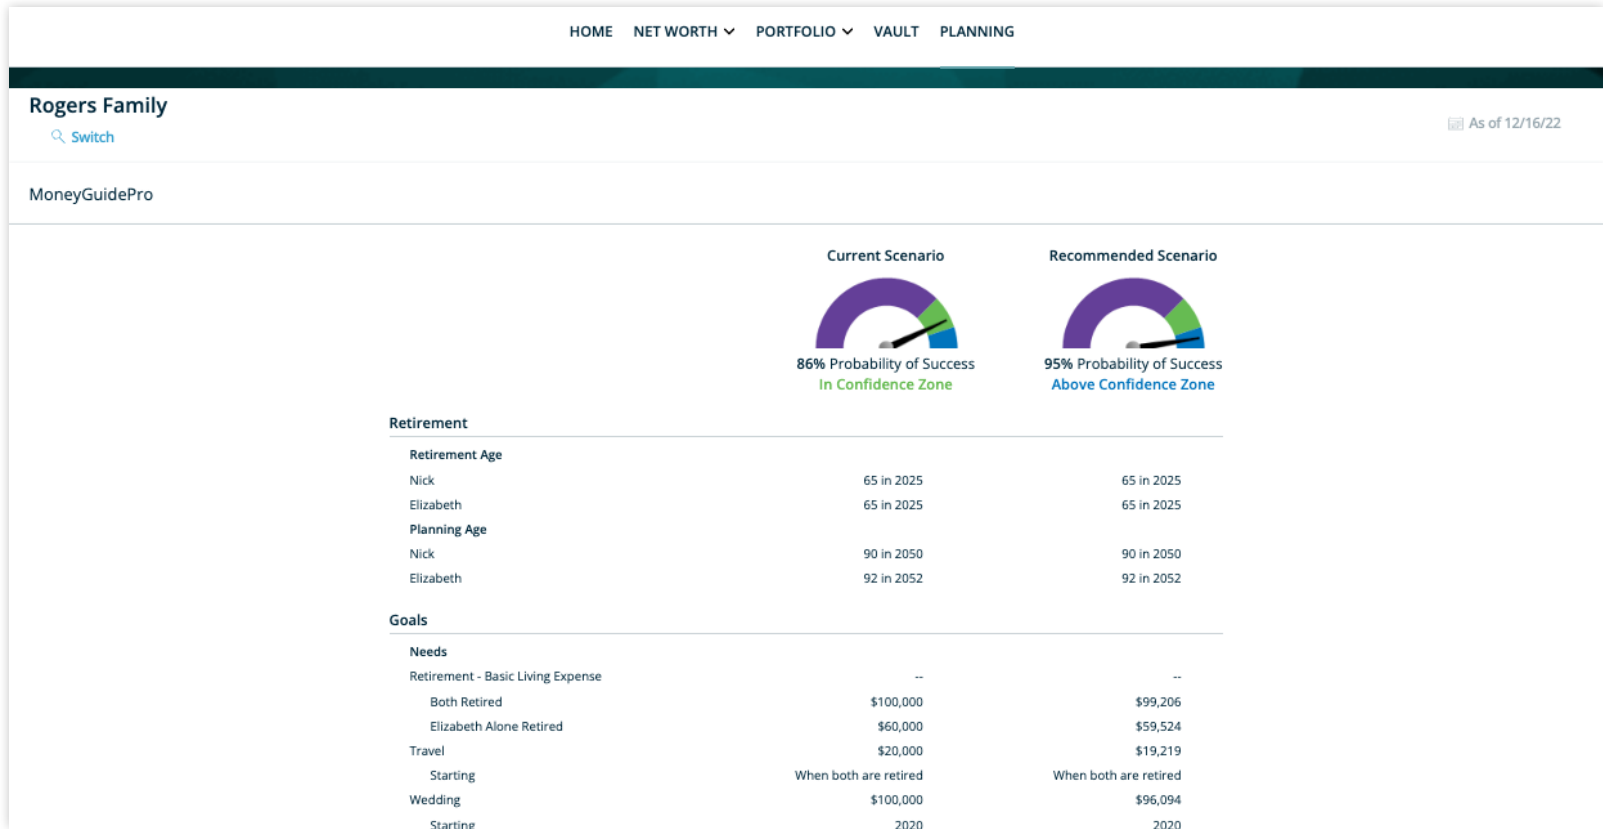 HOME NET WORTH PORTFOLIO VAULT PLANNING
Rogers Family
Switch
As of 12/16/22
MoneyGuidePro
Current Scenario Recommended Scenario
86% Probability of Success 95% Probability of Success
In Confidence Zone Above Confidence Zone
Retirement
Retirement Age
Nick 65 in 2025 65 in 2025
Elizabeth 65 in 2025 65 in 2025
Planning Age
Nick 90 in 2050 90 in 2050
Elizabeth 92 in 2052 92 in 2052
Goals
Needs
Retirement - Basic Living Expense -- --
Both Retired $100,000 $99,206
Elizabeth Alone Retired $60,000 $59,524
Travel $20,000 $19,219
Starting When both are retired When both are retired
Wedding $100,000 $96,094
Starting 2020 2020